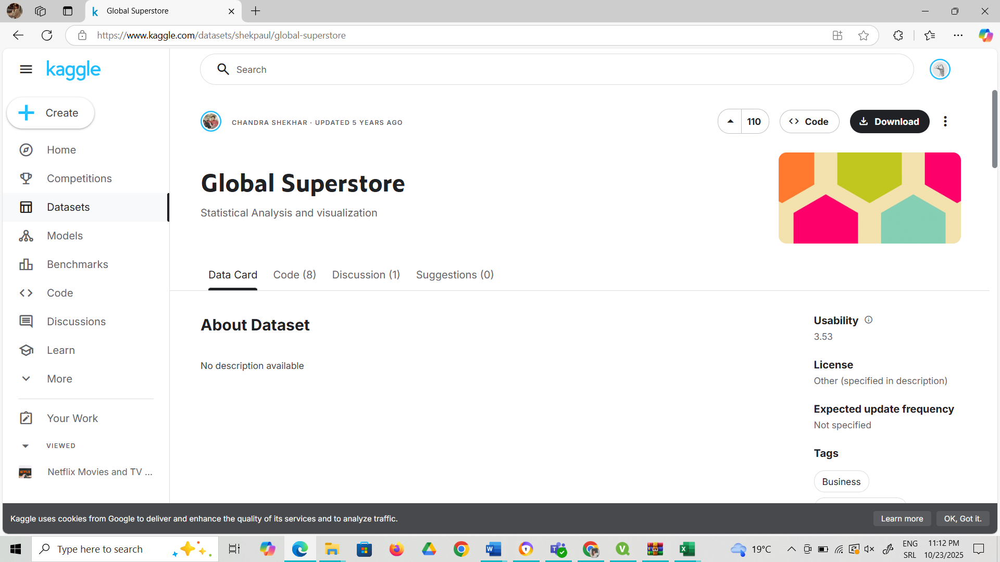 Global Superstore
https://www.kaggle.com/datasets/shekpaul/global-superstore
kaggle
Search
Create
Home
Competitions
Datasets
Models
Benchmarks
Code
Discussions
Learn
More
Your Work
VIEWED
Netflix Movies and TV ...
CHANDRA SHEKHAR · UPDATED 5 YEARS AGO
110
Code
Download
Global Superstore
Statistical Analysis and visualization
Data Card
Code (8)
Discussion (1)
Suggestions (0)
About Dataset
No description available
Usability
3.53
License
Other (specified in description)
Expected update frequency
Not specified
Tags
Business
Kaggle uses cookies from Google to deliver and enhance the quality of its services and to analyze traffic.
Learn more
OK, Got it.
Type here to search
19°C
ENG
SRL
11:12 PM
10/23/2025